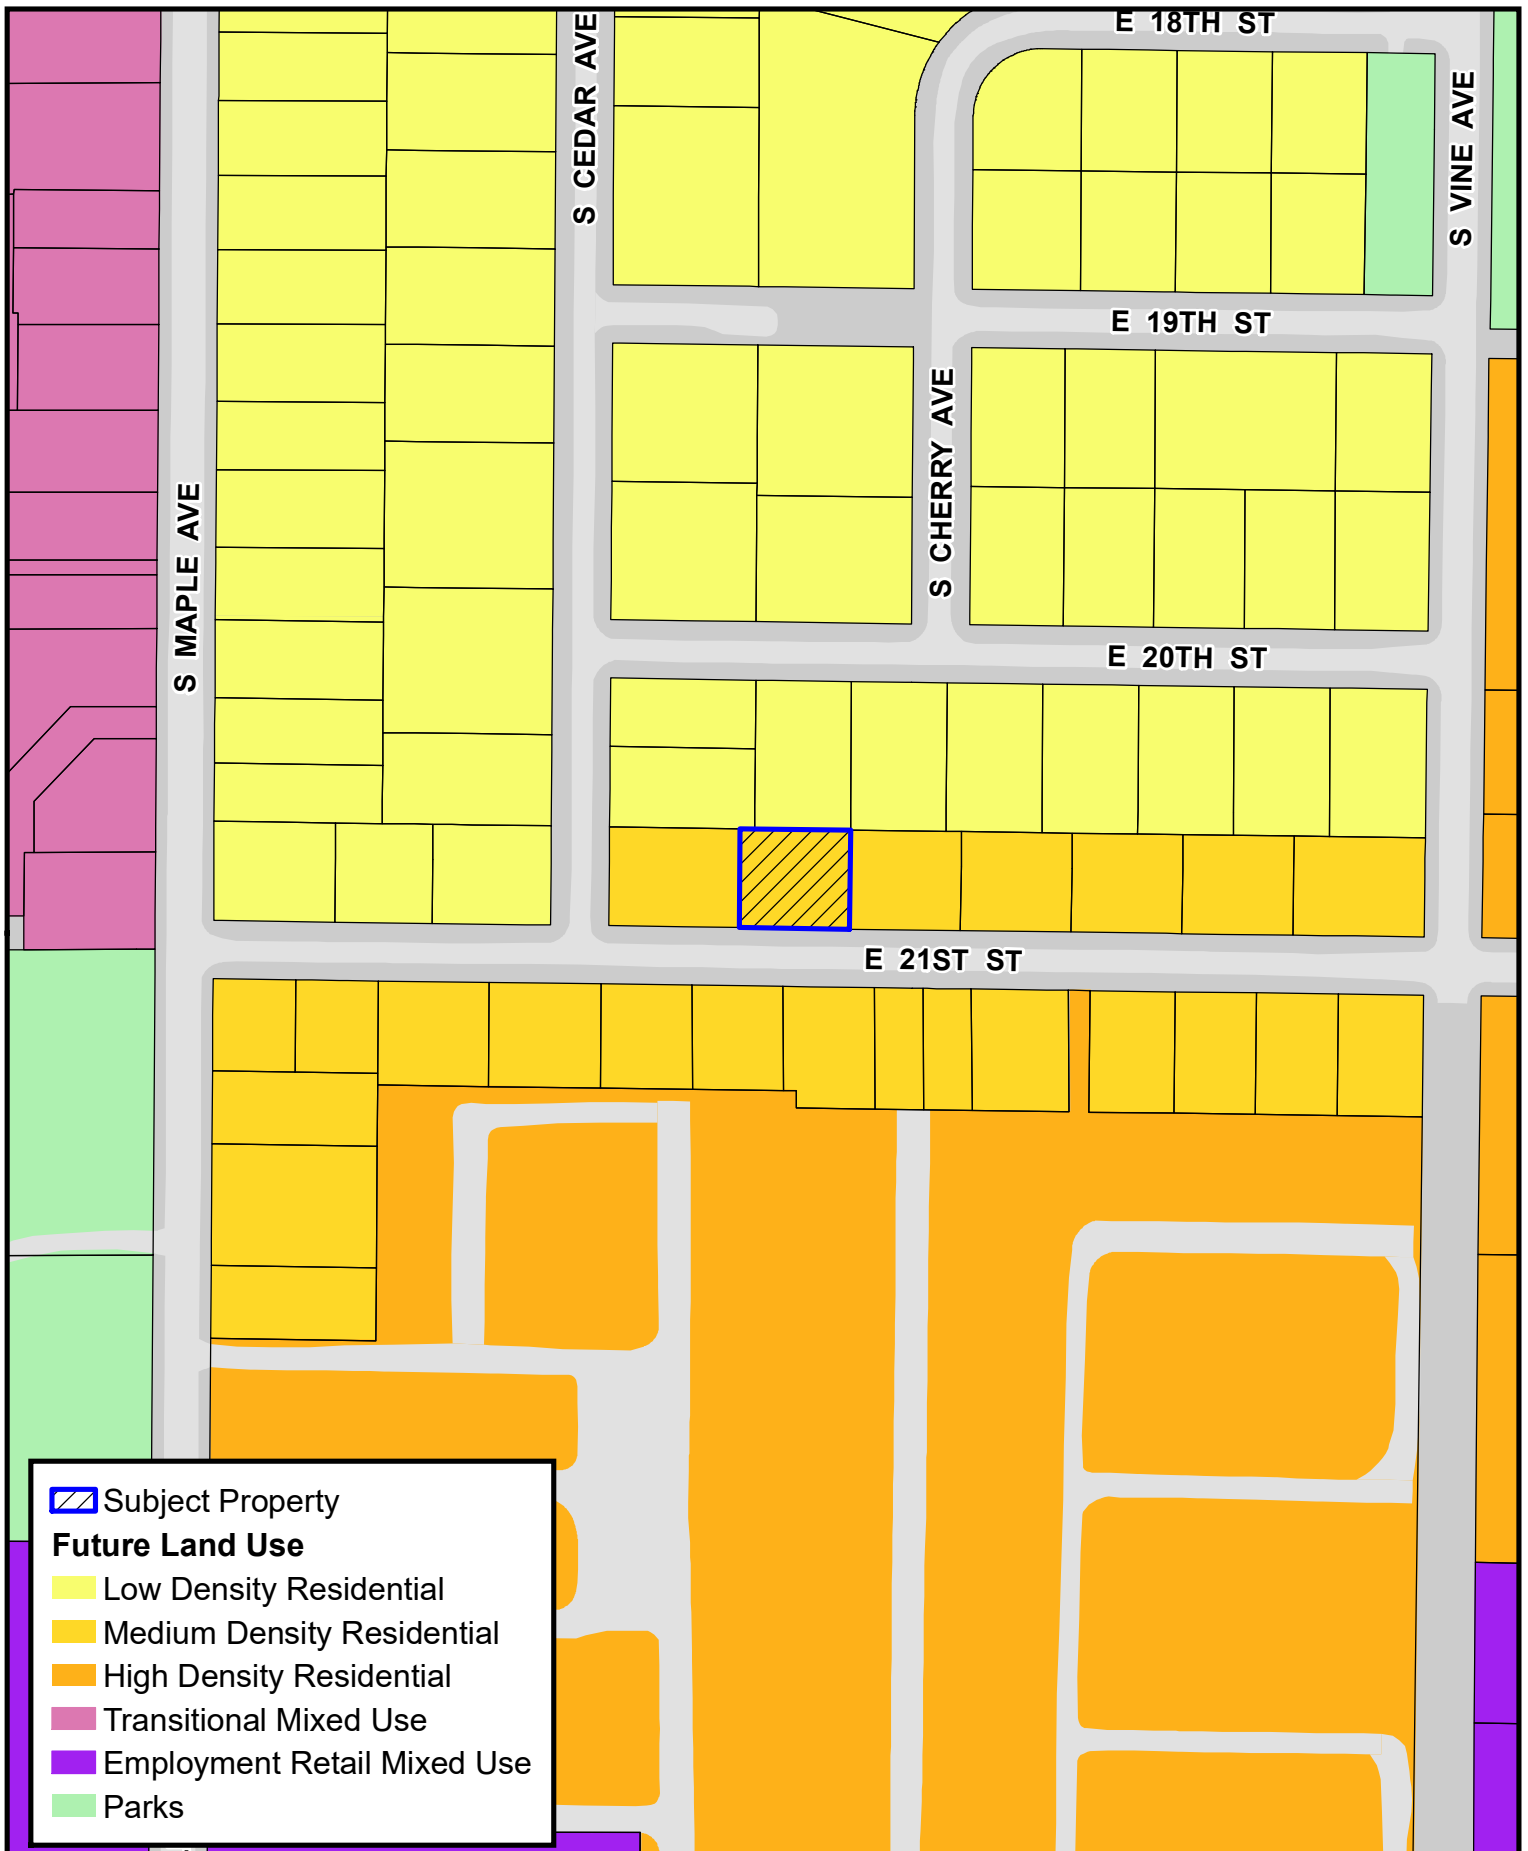 E 18TH ST
S CEDAR AVE
S VINE AVE
E 19TH ST
S CHERRY AVE
S MAPLE AVE
E 20TH ST
E 21ST ST
Subject Property
Future Land Use
Low Density Residential
Medium Density Residential
High Density Residential
Transitional Mixed Use
Employment Retail Mixed Use
Parks